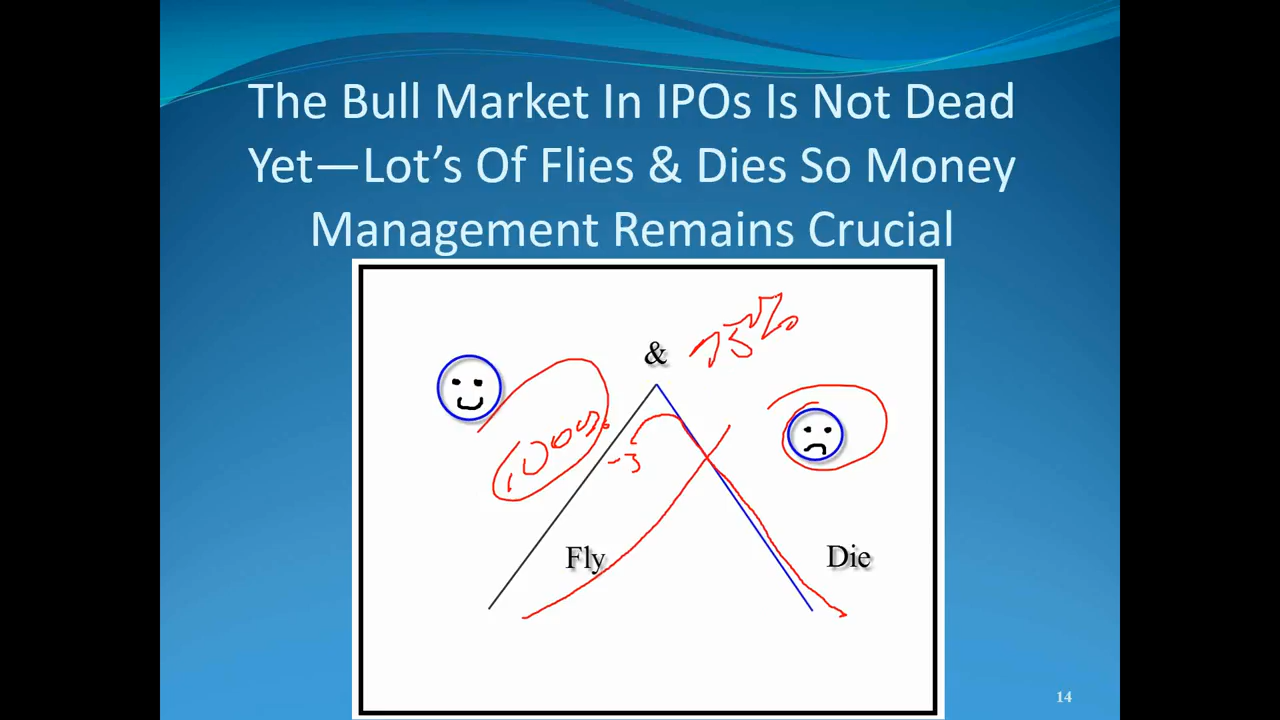 The Bull Market In IPOs Is Not Dead
Yet—Lot’s Of Flies & Dies So Money
Management Remains Crucial
&
75%
-3
Fly
Die
14